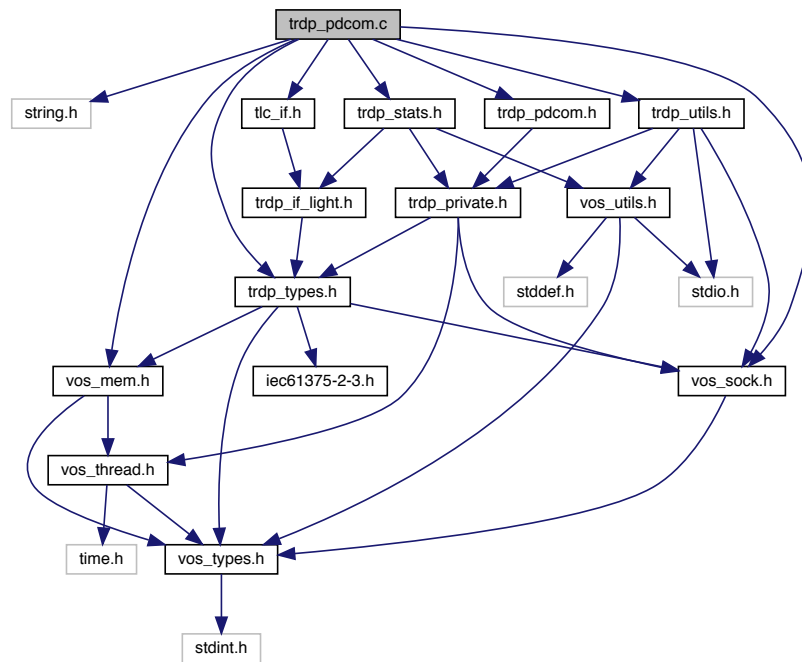 trdp_pdcom.c
string.h
tlc_if.h
trdp_stats.h
trdp_pdcom.h
trdp_utils.h
trdp_if_light.h
trdp_private.h
vos_utils.h
stddef.h
stdio.h
trdp_types.h
vos_mem.h
iec61375-2-3.h
vos_sock.h
vos_thread.h
time.h
vos_types.h
stdint.h